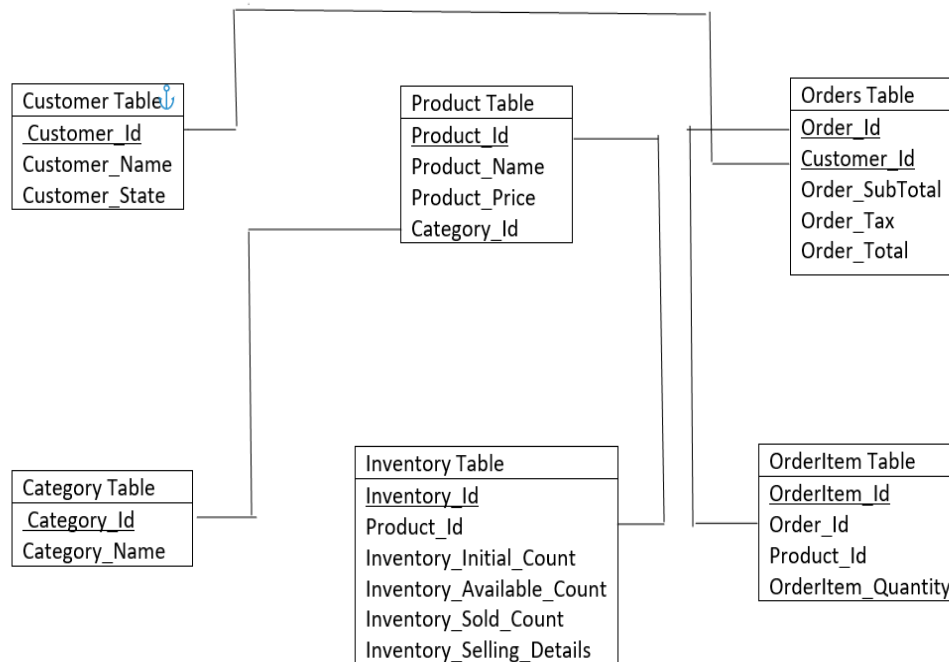 Customer Table
Customer_Id
Customer_Name
Customer_State
Product Table
Product_Id
Product_Name
Product_Price
Category_Id
Orders Table
Order_Id
Customer_Id
Order_SubTotal
Order_Tax
Order_Total
Category Table
Category_Id
Category_Name
Inventory Table
Inventory_Id
Product_Id
Inventory_Initial_Count
Inventory_Available_Count
Inventory_Sold_Count
Inventory_Selling_Details
OrderItem Table
OrderItem_Id
Order_Id
Product_Id
OrderItem_Quantity